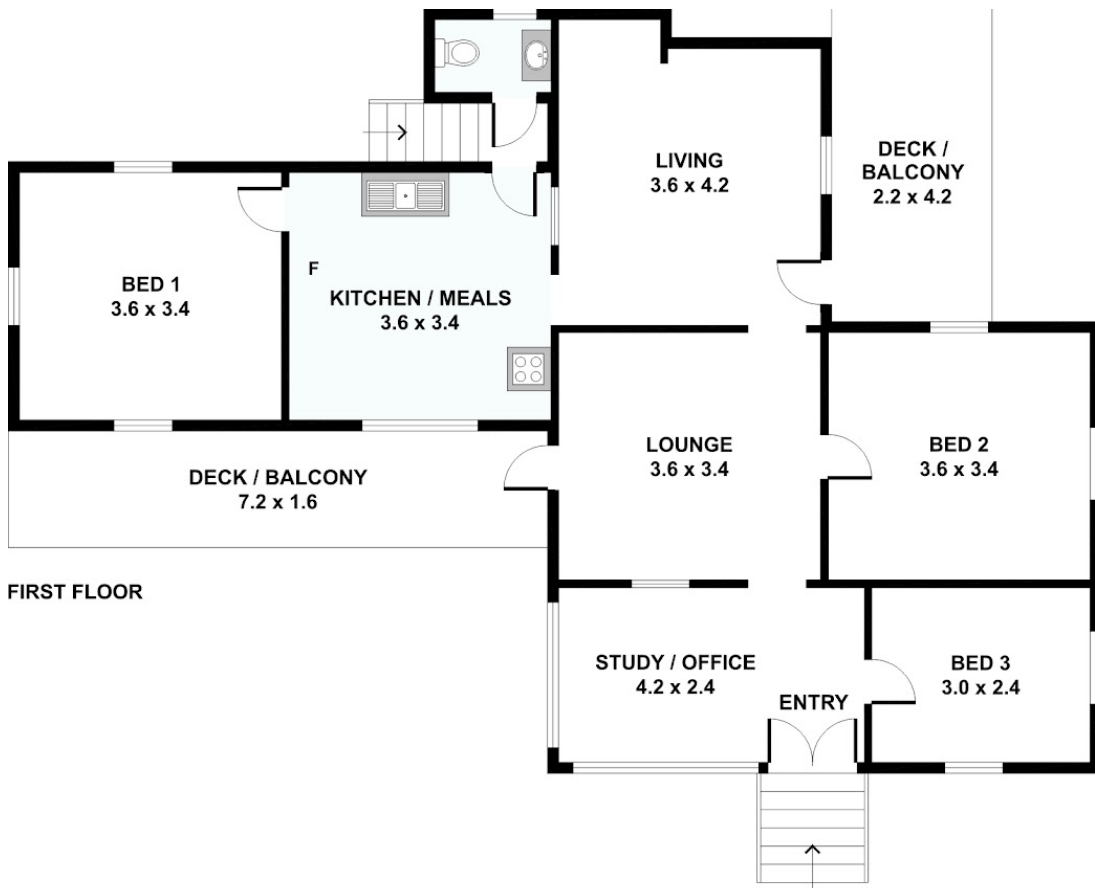 LIVING
3.6 x 4.2
DECK /
BALCONY
2.2 x 4.2
BED 1
3.6 x 3.4
F
KITCHEN / MEALS
3.6 x 3.4
LOUNGE
3.6 x 3.4
BED 2
3.6 x 3.4
DECK / BALCONY
7.2 x 1.6
FIRST FLOOR
STUDY / OFFICE
4.2 x 2.4
BED 3
3.0 x 2.4
ENTRY